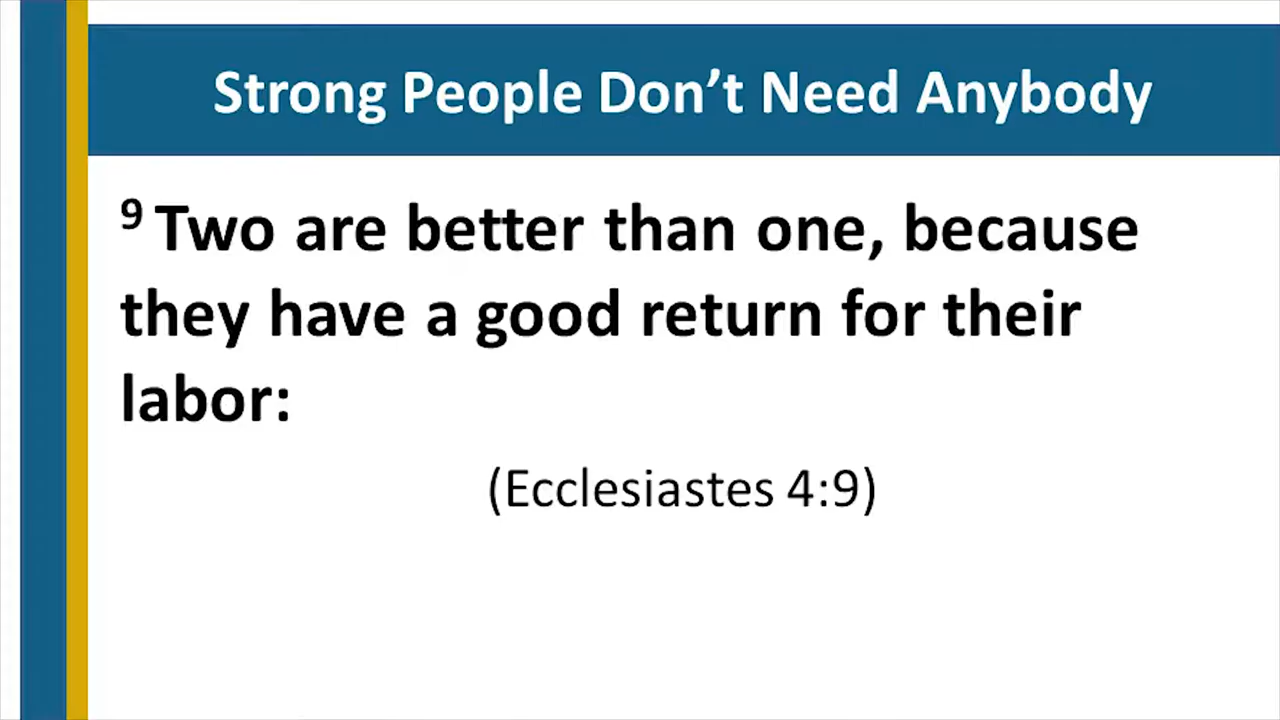 Strong People Don’t Need Anybody
9 Two are better than one, because
they have a good return for their
labor:
(Ecclesiastes 4:9)